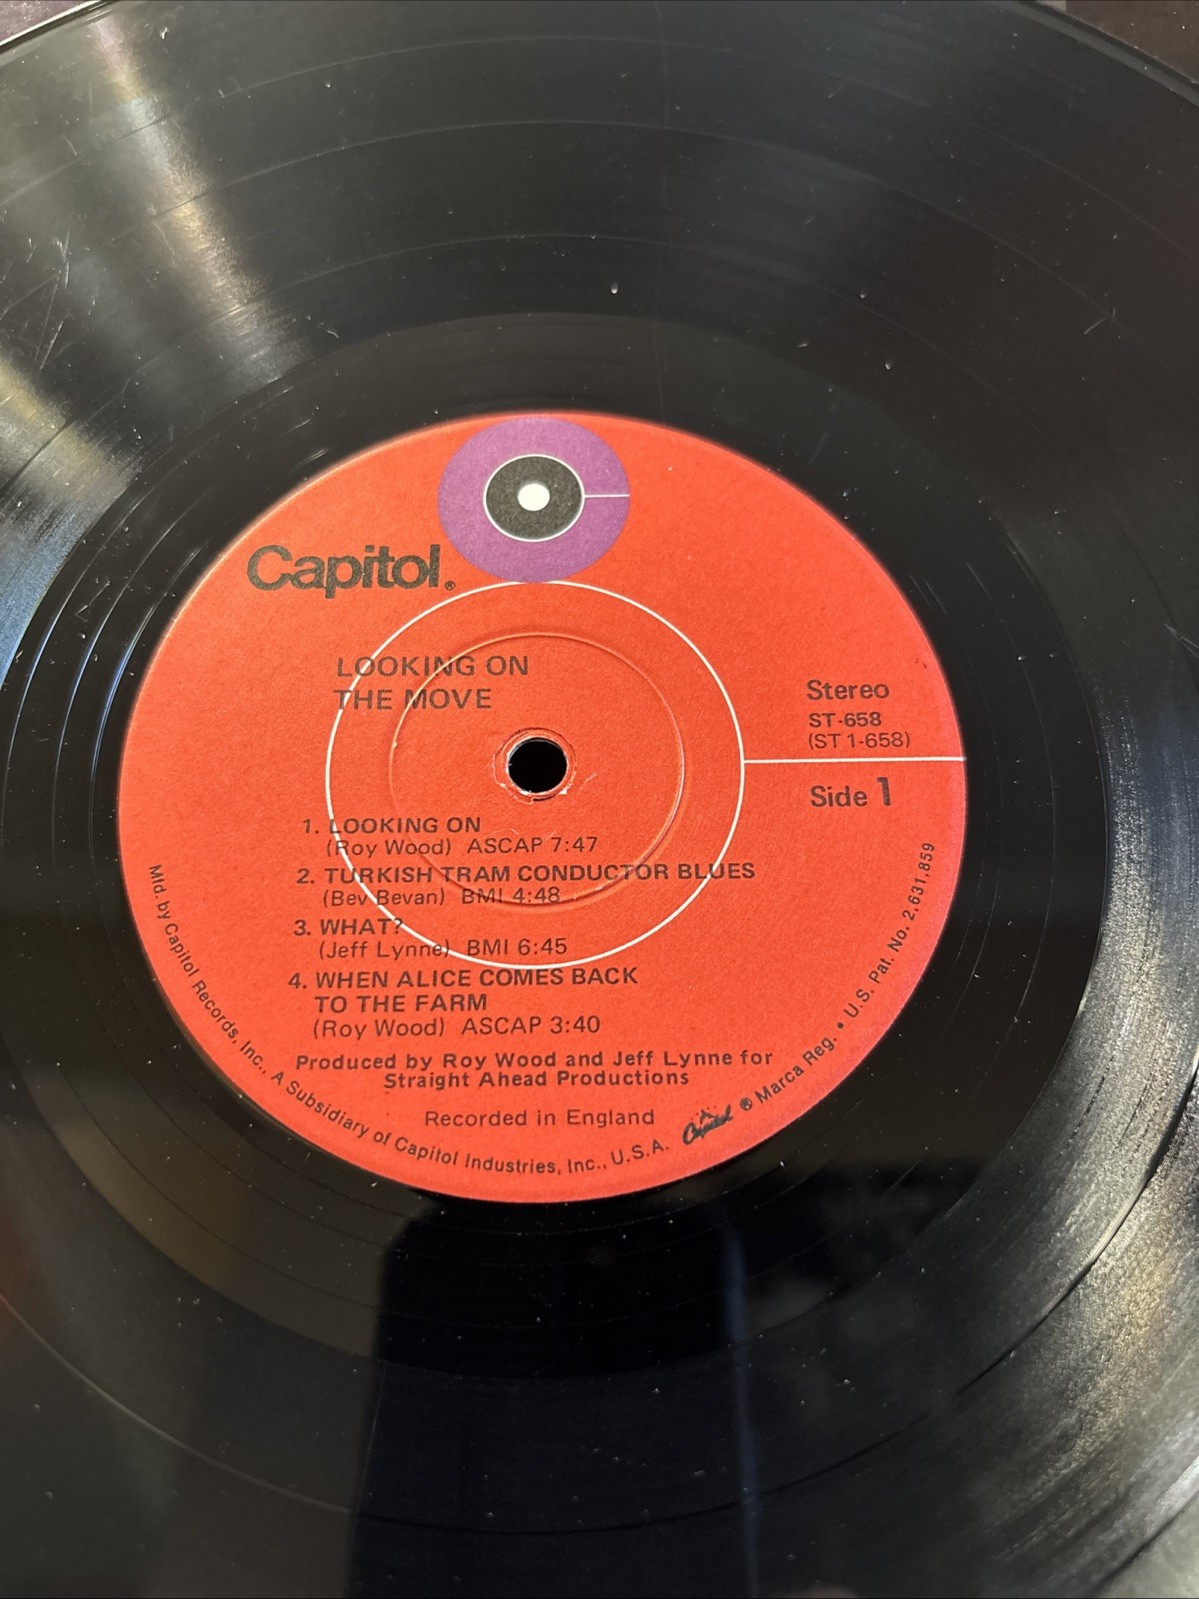 Capitol®
LOOKING ON
THE MOVE
Stereo
ST-658
(ST 1-658)
Side 1
1. LOOKING ON
(Roy Wood) ASCAP 7:47
2. TURKISH TRAM CONDUCTOR BLUES
(Bev Bevan) BMI 4:48
3. WHAT?
(Jeff Lynne) BMI 6:45
4. WHEN ALICE COMES BACK
TO THE FARM
(Roy Wood) ASCAP 3:40
Produced by Roy Wood and Jeff Lynne for
Straight Ahead Productions
Recorded in England
Mfd. by Capitol Records, Inc., A Subsidiary of Capitol Industries, Inc., U.S.A. Capitol ® Marca Reg. • U.S. Pat. No. 2,631,859